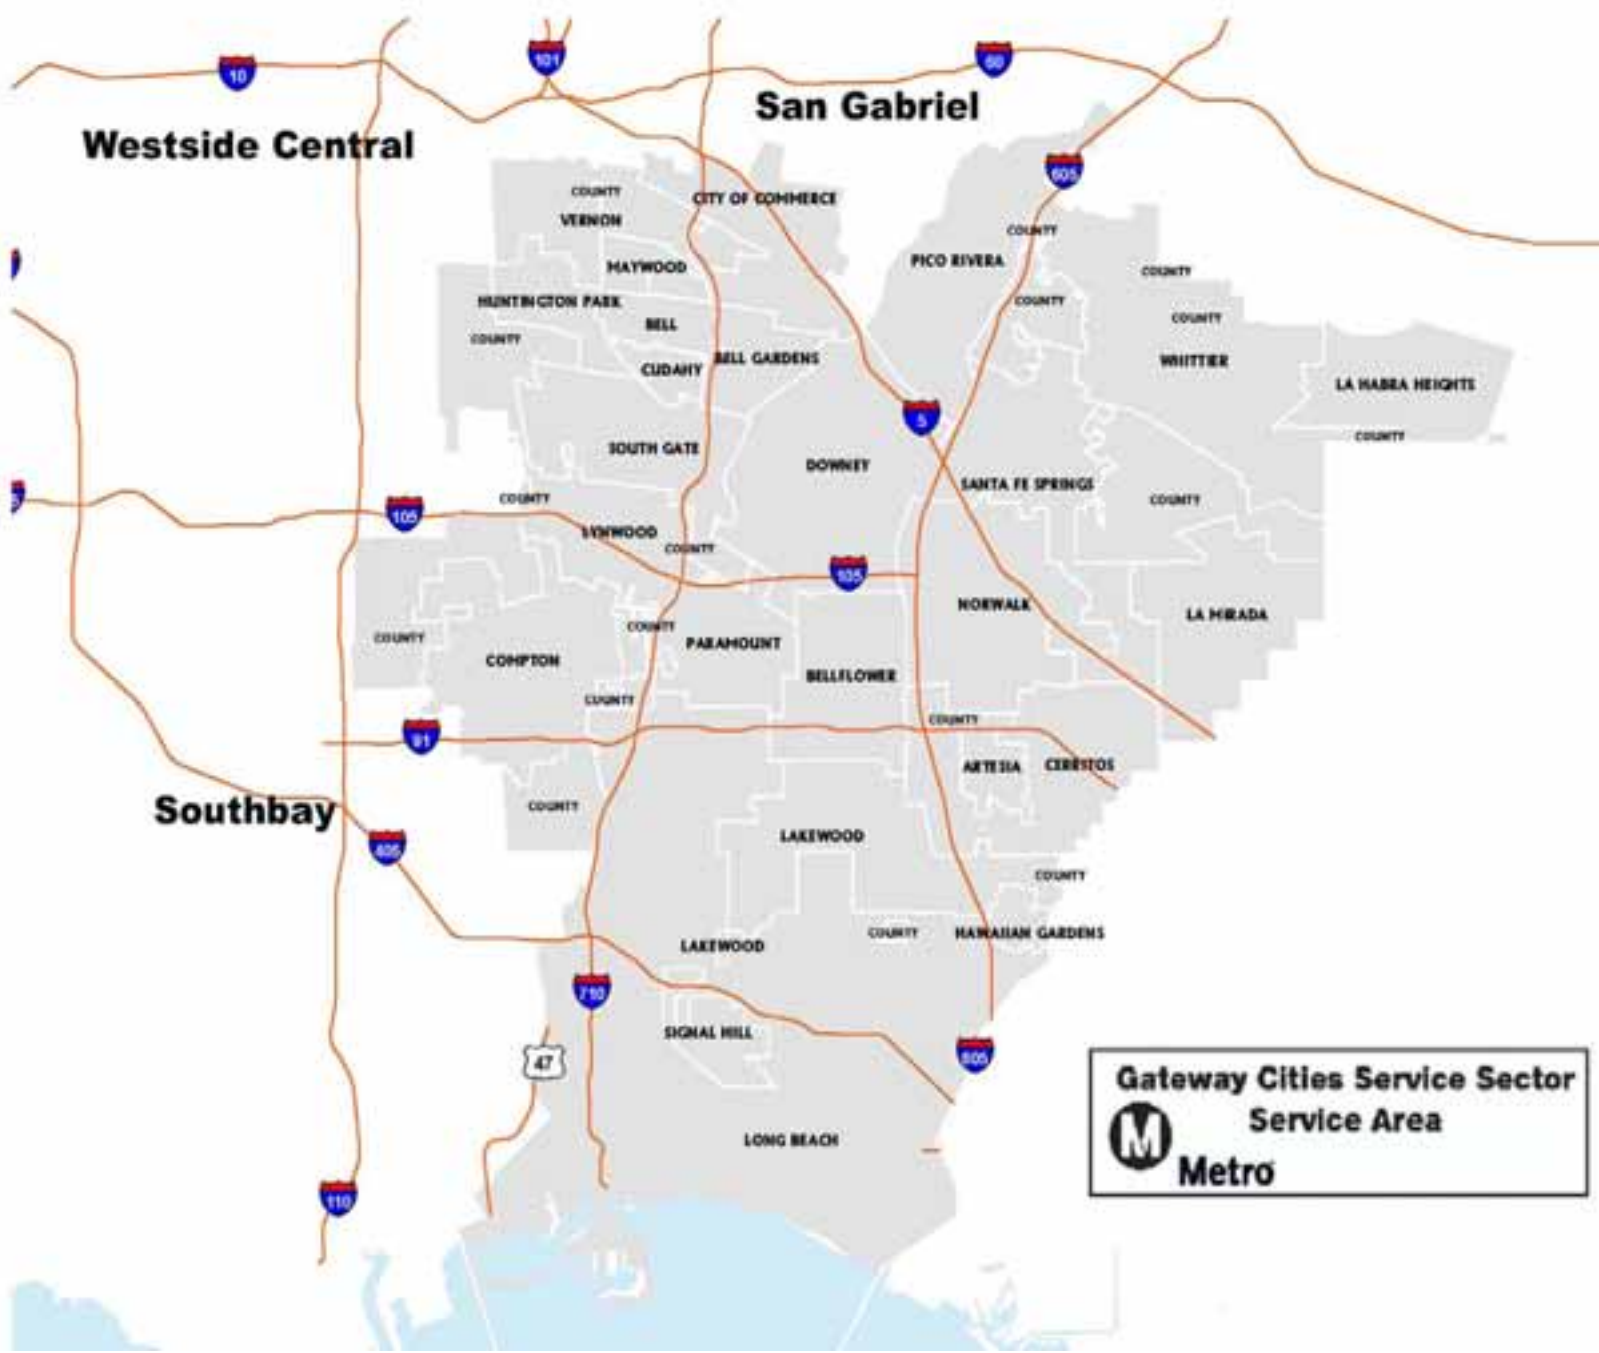 10
101
60
San Gabriel
Westside Central
605
COUNTY
CITY OF COMMERCE
VERNON
COUNTY
PICO RIVERA
MAYWOOD
COUNTY
HUNTINGTON PARK
COUNTY
BELL
COUNTY
COUNTY
BELL GARDENS
WHITTIER
CUDAHY
LA HABRA HEIGHTS
5
COUNTY
SOUTH GATE
DOWNEY
SANTA FE SPRINGS
COUNTY
COUNTY
105
LYNWOOD
COUNTY
105
NORWALK
LA MIRADA
COUNTY
COUNTY
PARAMOUNT
COMPTON
BELLFLOWER
COUNTY
COUNTY
91
ARTESIA
CERRITOS
COUNTY
Southbay
LAKEWOOD
405
COUNTY
COUNTY
HAWAIIAN GARDENS
LAKEWOOD
710
SIGNAL HILL
47
605
Gateway Cities Service Sector
Service Area
M
Metro
LONG BEACH
110